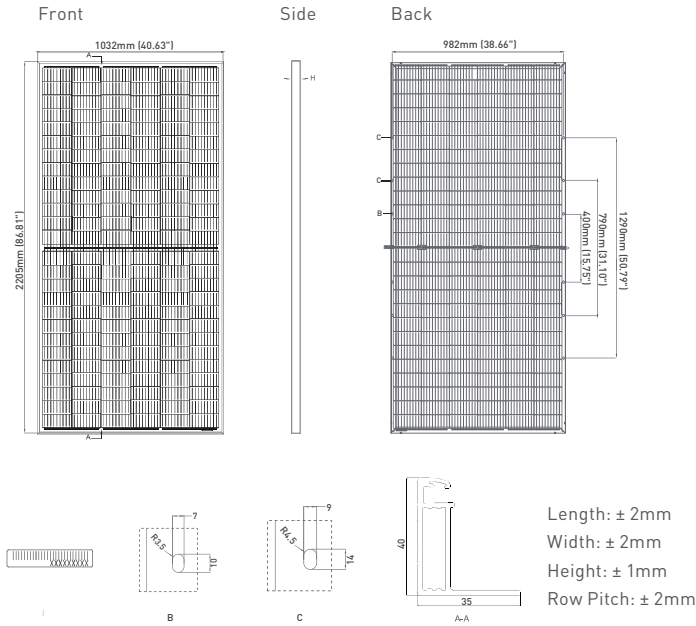 Front
Side
Back
1032mm (40.63")
982mm (38.66")
A
H
C
C
B
2205mm (86.81")
400mm (15.75")
790mm (31.10")
1290mm (50.79")
A
7
R3.5
10
B
9
R4.5
14
C
40
35
A-A
Length: ± 2mm
Width: ± 2mm
Height: ± 1mm
Row Pitch: ± 2mm